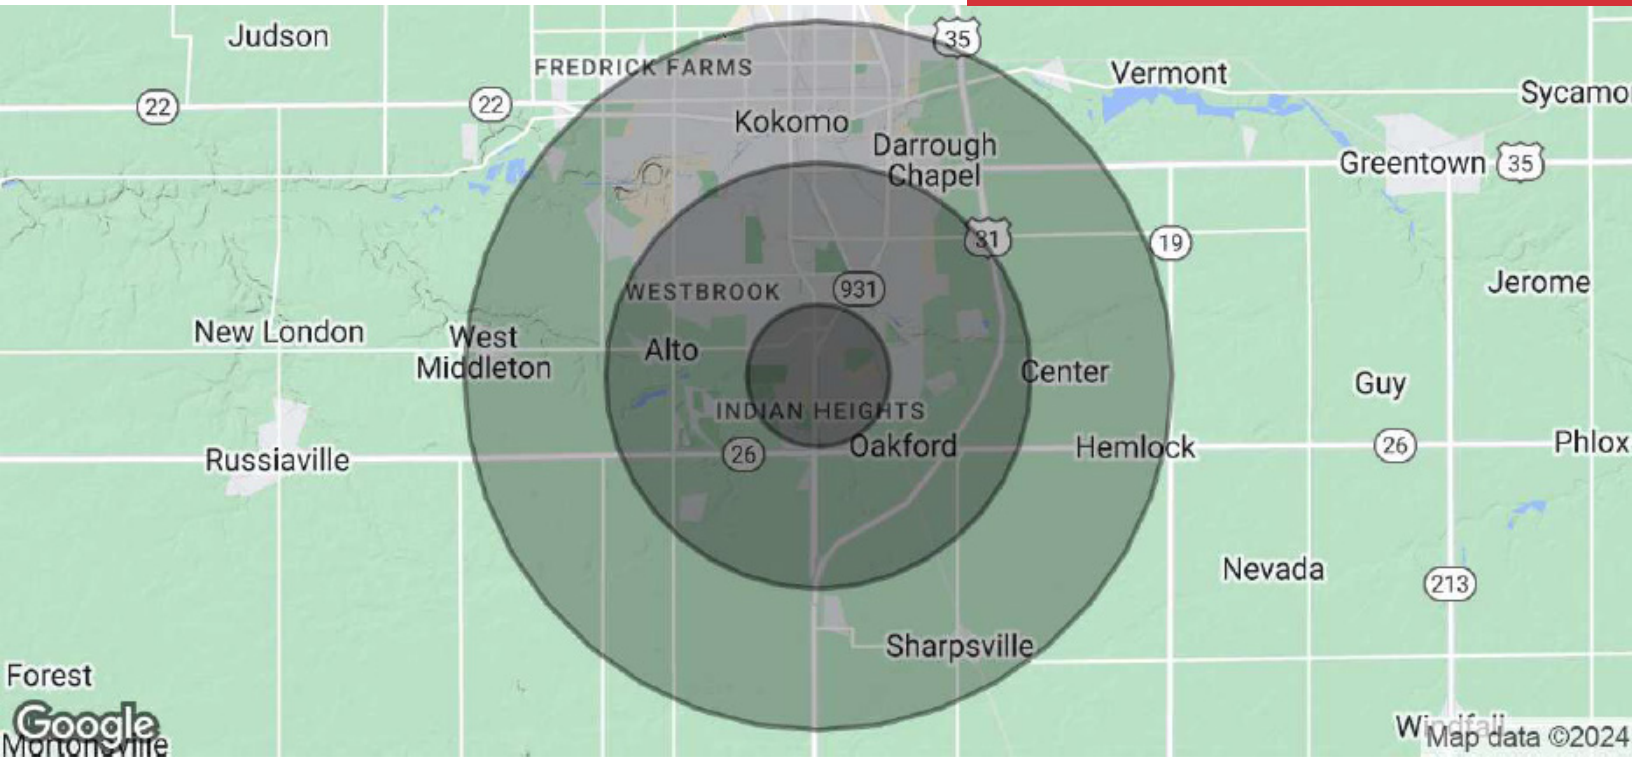 Judson
35
FREDRICK FARMS
Vermont
22
22
Sycamo
Kokomo
Darrough
Chapel
Greentown
35
31
19
Jerome
WESTBROOK
931
New London
West
Middleton
Alto
Center
Guy
INDIAN HEIGHTS
26
Oakford
Hemlock
26
Phlox
Russiaville
Nevada
213
Sharpsville
Forest
Google
Mortonsville
Windfall
Map data ©2024